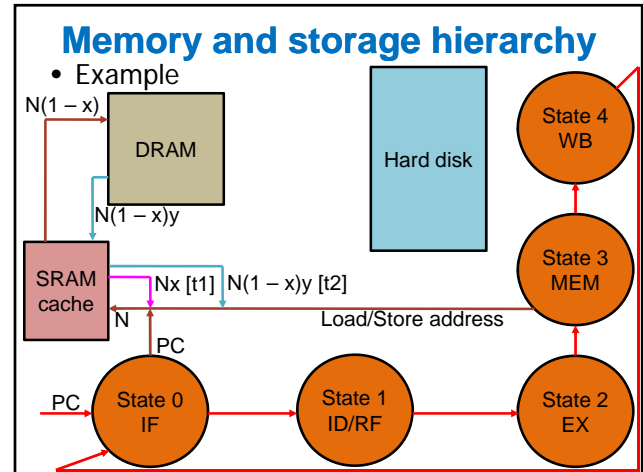 Memory and storage hierarchy
• Example
N(1 – x)
DRAM
Hard disk
State 4
WB
N(1 – x)y
SRAM
cache
Nx [t1]
N(1 – x)y [t2]
State 3
MEM
N
Load/Store address
PC
PC
State 0
IF
State 1
ID/RF
State 2
EX